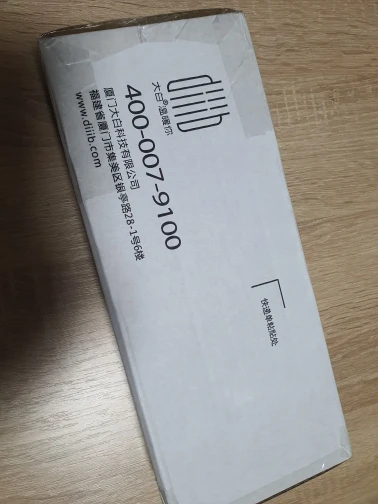 diiib
大白®温暖你
400-007-9100
厦门大白科技有限公司
福建省厦门市集美区银亭路28-1号6楼
www.diiib.com
快递单粘贴处